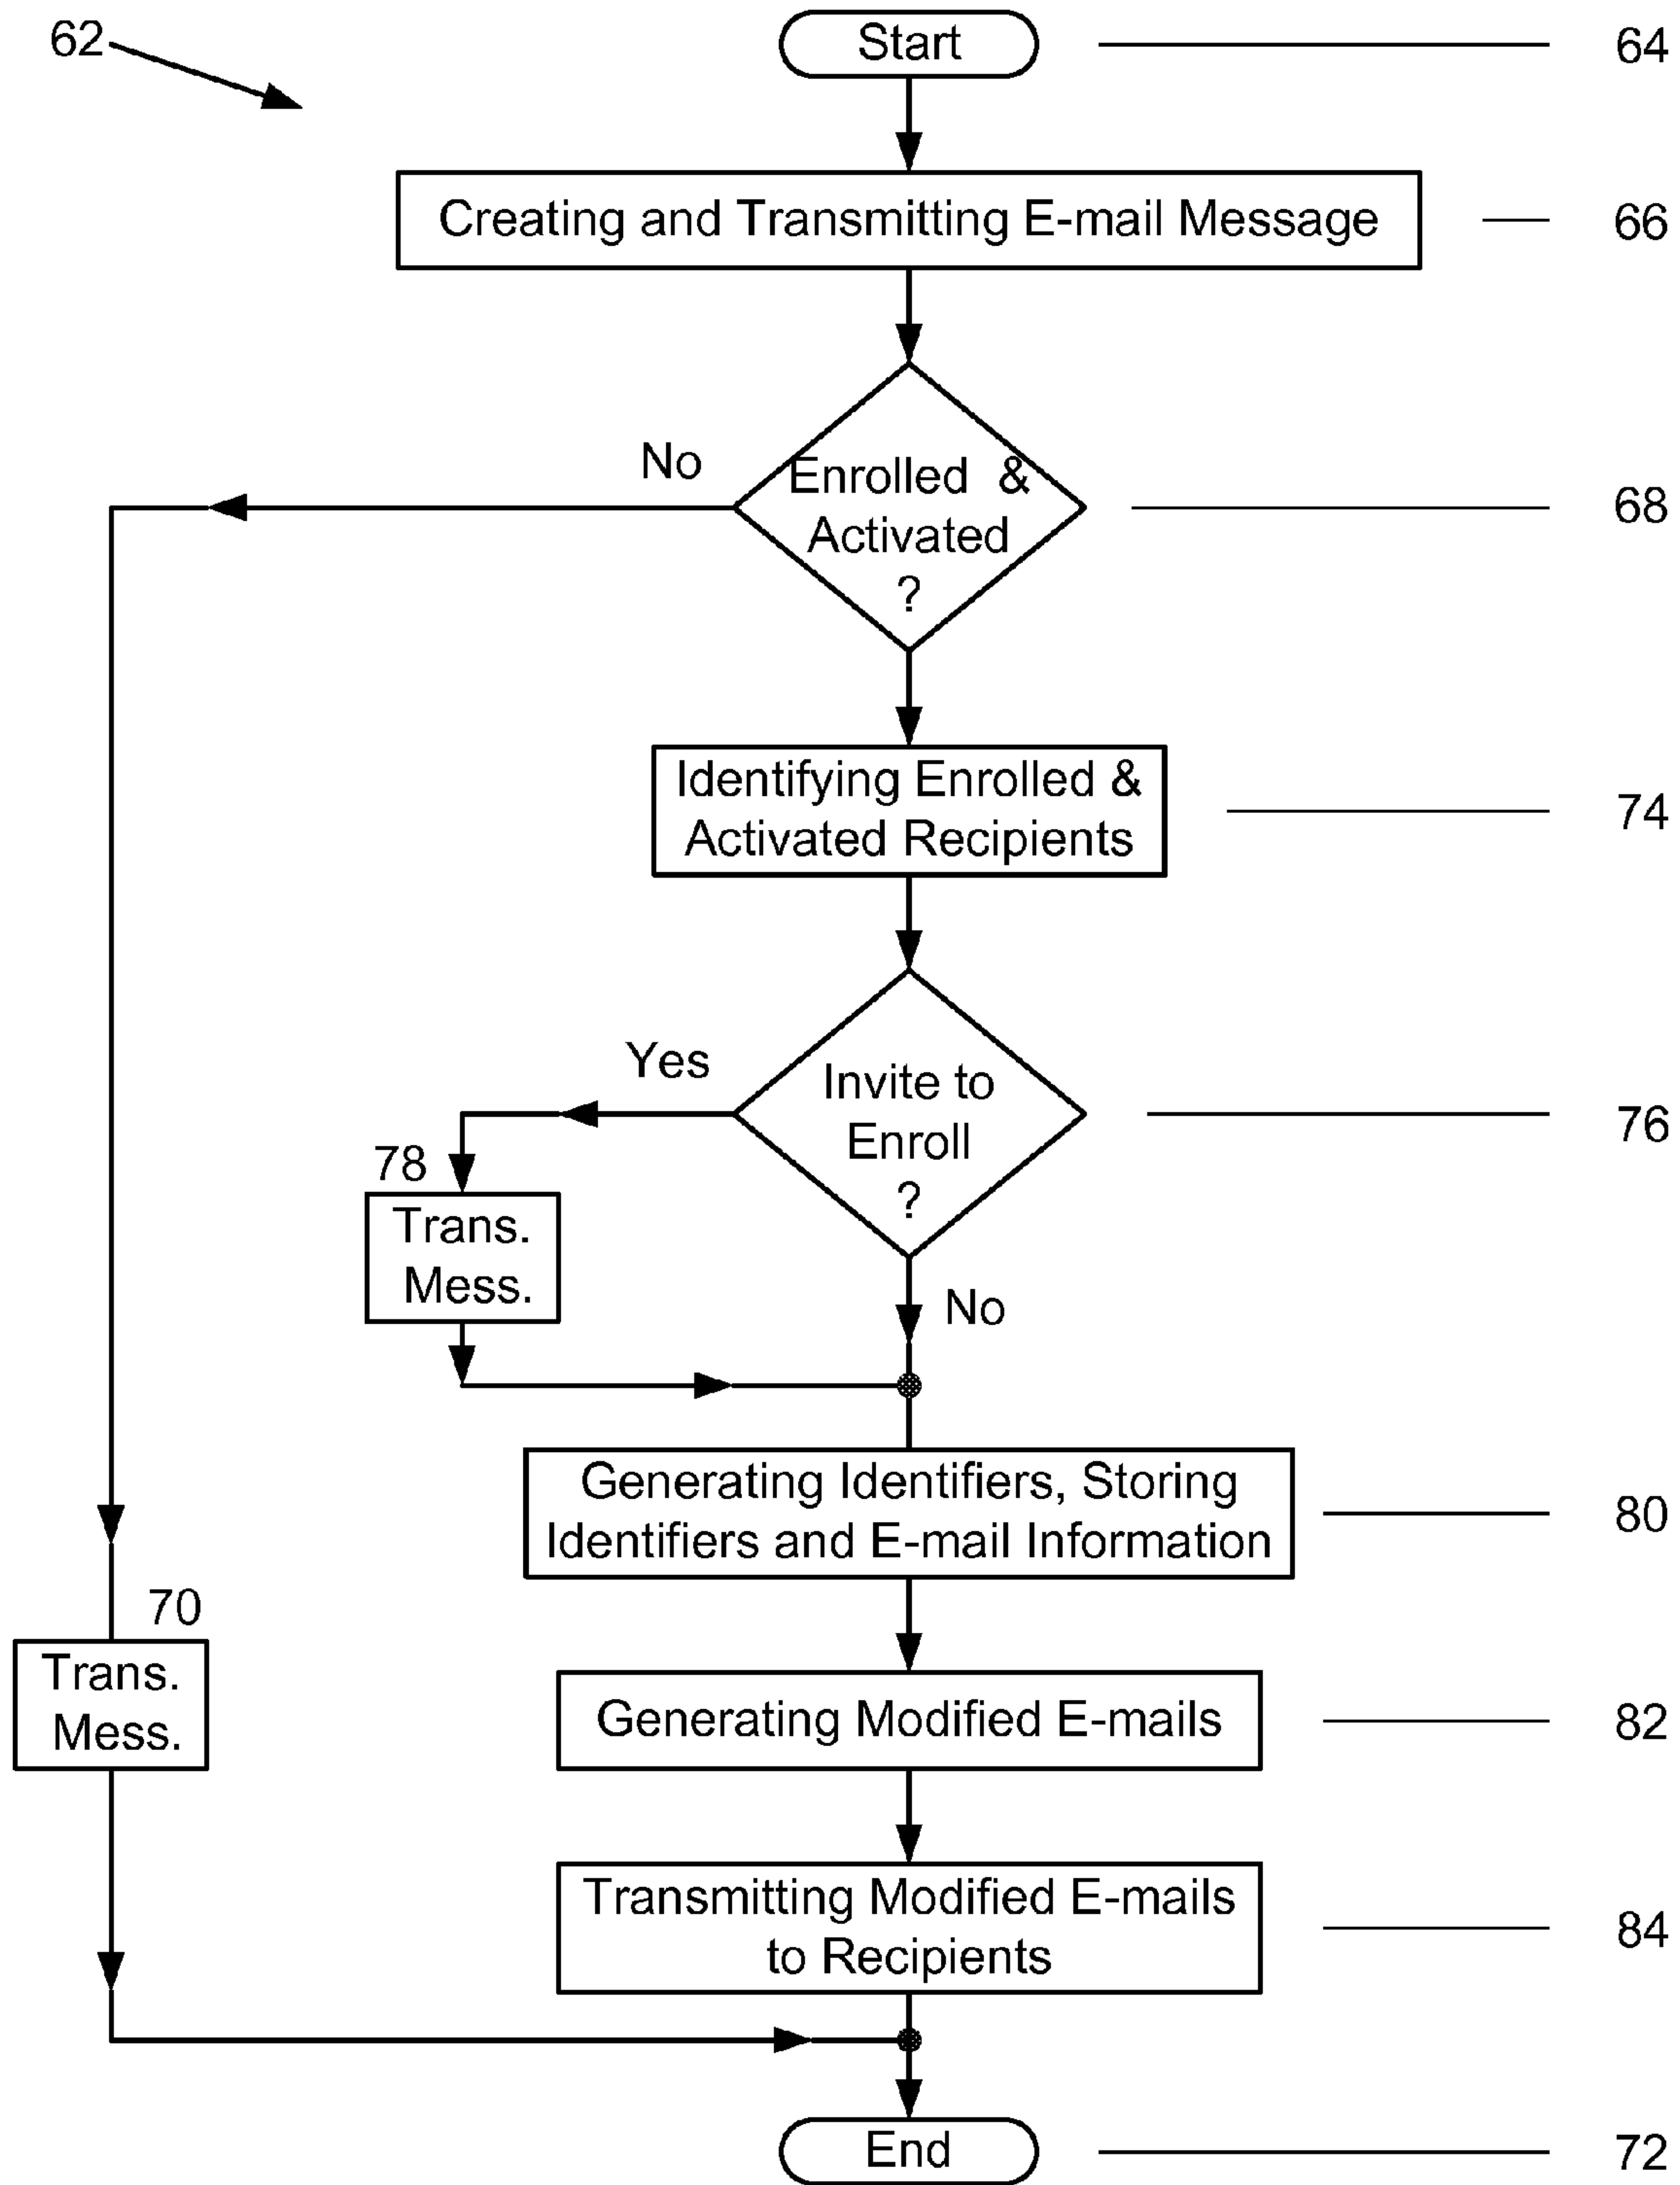 62
Start
64
Creating and Transmitting E-mail Message
66
No
Enrolled &
Activated
?
68
Identifying Enrolled &
Activated Recipients
74
Yes
Invite to
Enroll
?
76
78
Trans.
Mess.
No
Generating Identifiers, Storing
Identifiers and E-mail Information
80
70
Trans.
Mess.
Generating Modified E-mails
82
Transmitting Modified E-mails
to Recipients
84
End
72